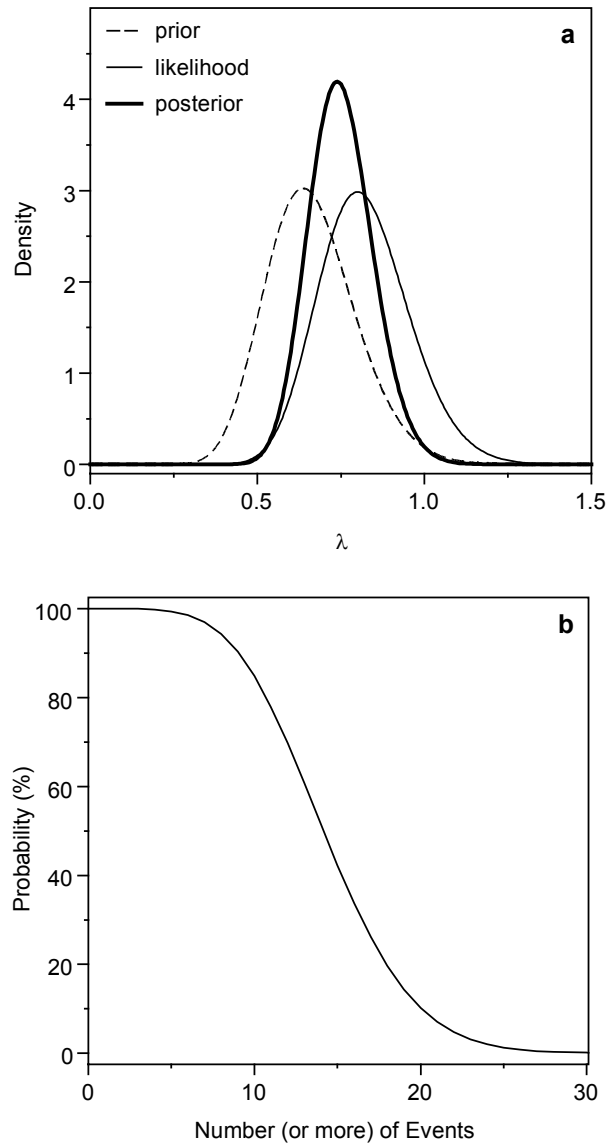 a
prior
likelihood
posterior
4
3
2
1
0
Density
0.0 0.5 1.0 1.5
λ
b
100
80
60
40
20
0
Probability (%)
0 10 20 30
Number (or more) of Events